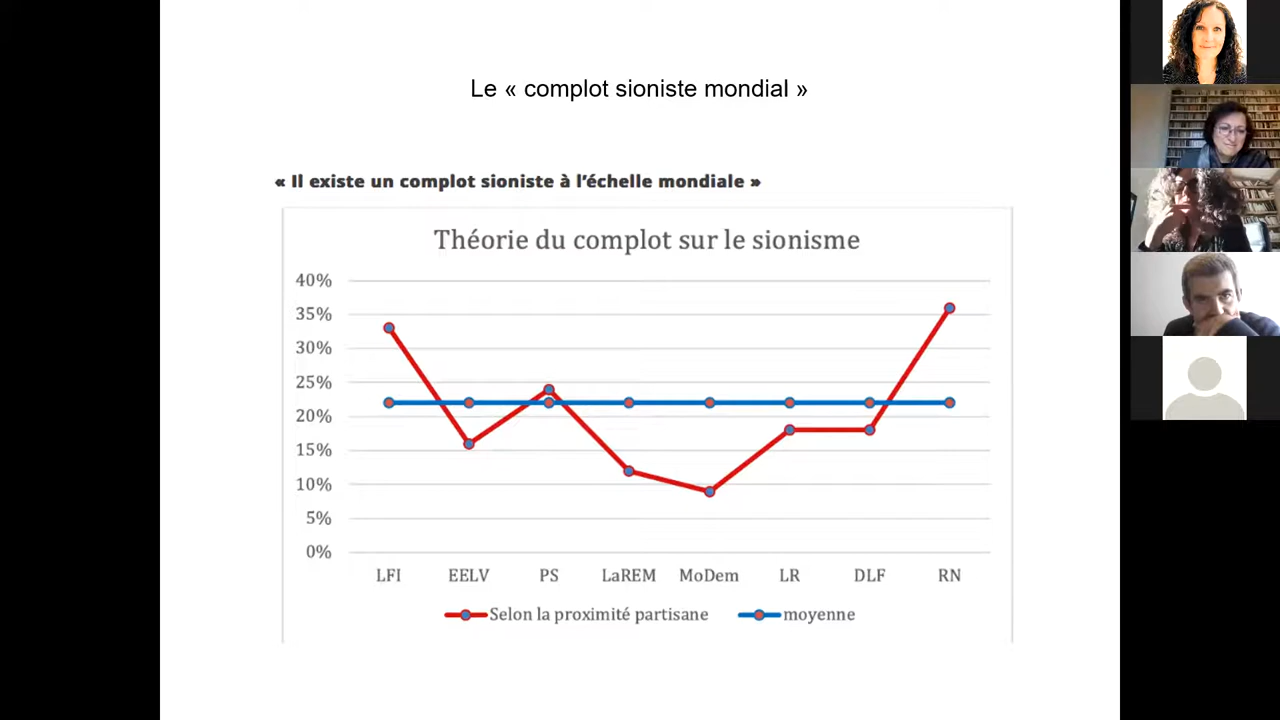 Le « complot sioniste mondial »
« Il existe un complot sioniste à l'échelle mondiale »
Théorie du complot sur le sionisme
40%
35%
30%
25%
20%
15%
10%
5%
0%
LFI EELV PS LaREM MoDem LR DLF RN
Selon la proximité partisane moyenne